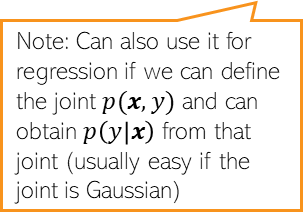 Note: Can also use it for
regression if we can define
the joint 𝑝(𝒙, 𝑦) and can
obtain 𝑝(𝑦|𝒙) from that
joint (usually easy if the
joint is Gaussian)